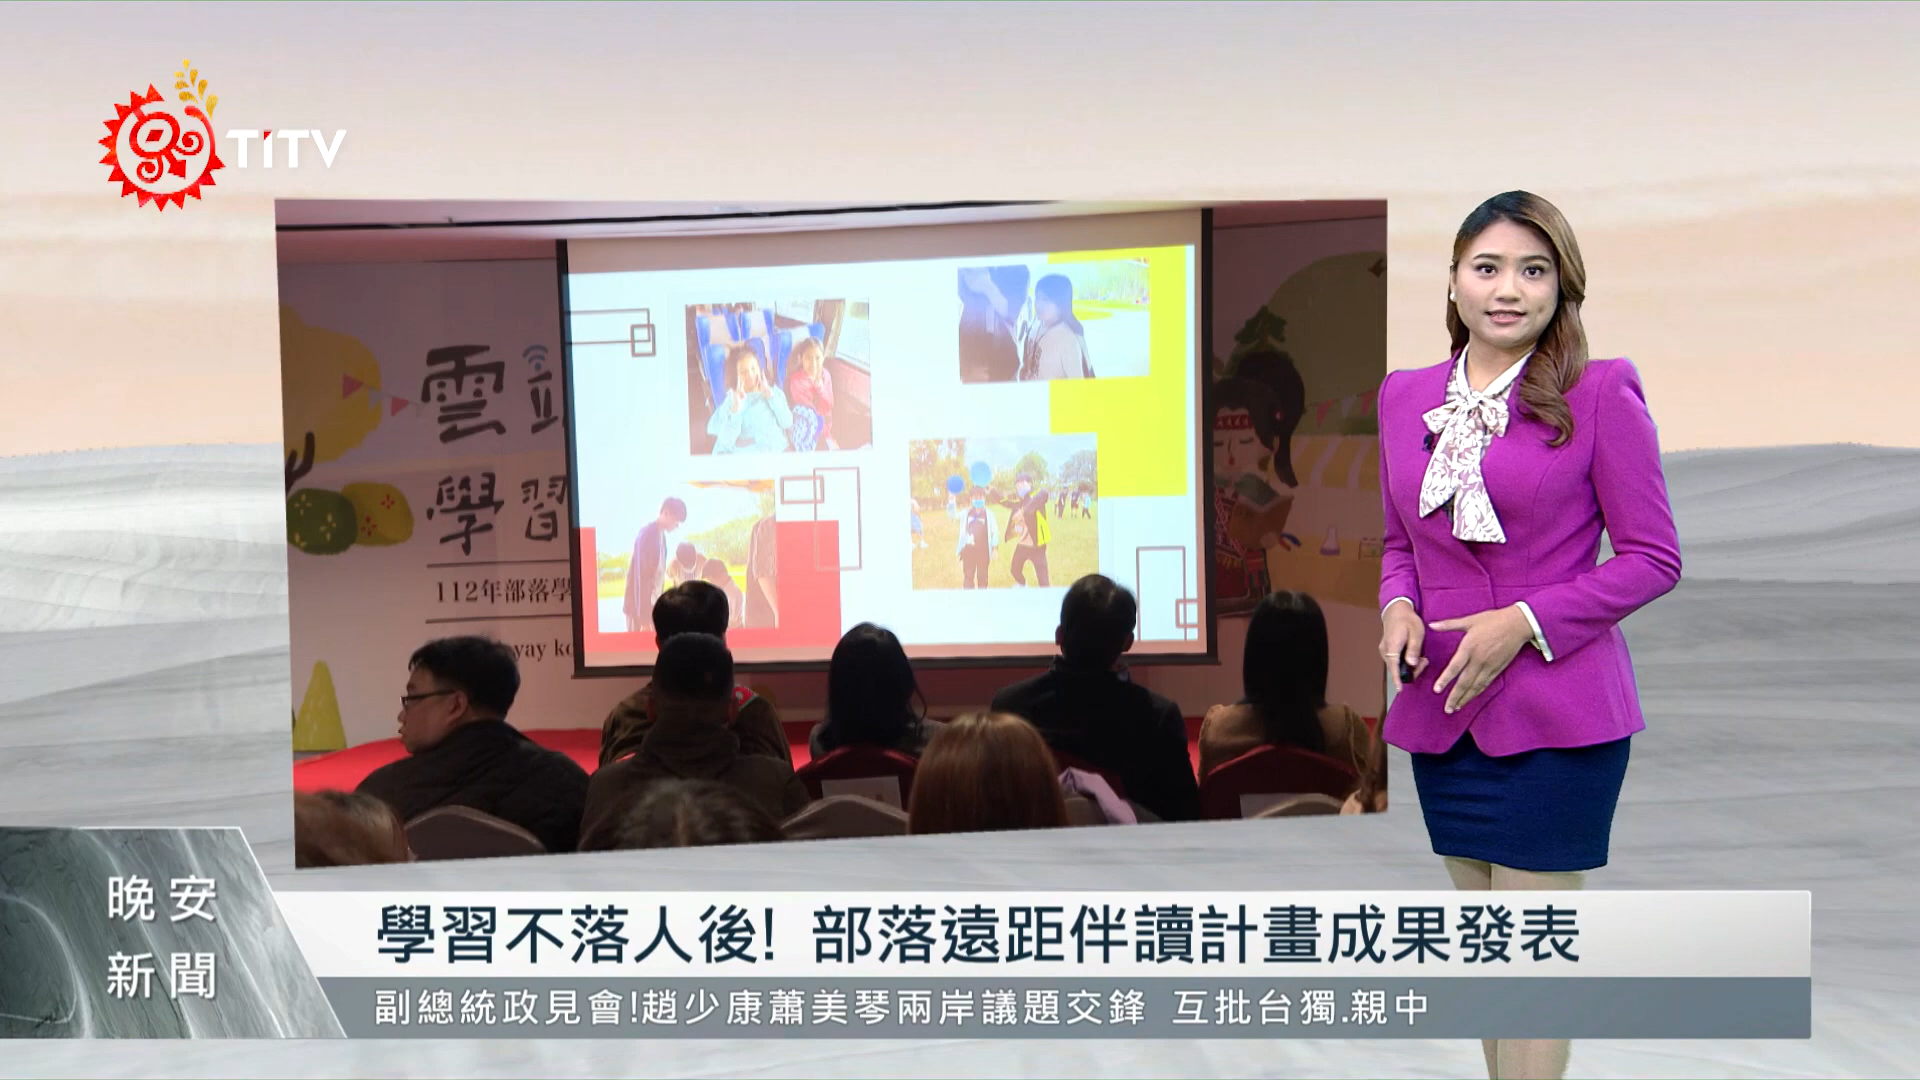 TiTV
雲
學習
112年部落學
yay ko
晚安
新聞
學習不落人後! 部落遠距伴讀計畫成果發表
副總統政見會!趙少康蕭美琴兩岸議題交鋒 互批台獨.親中